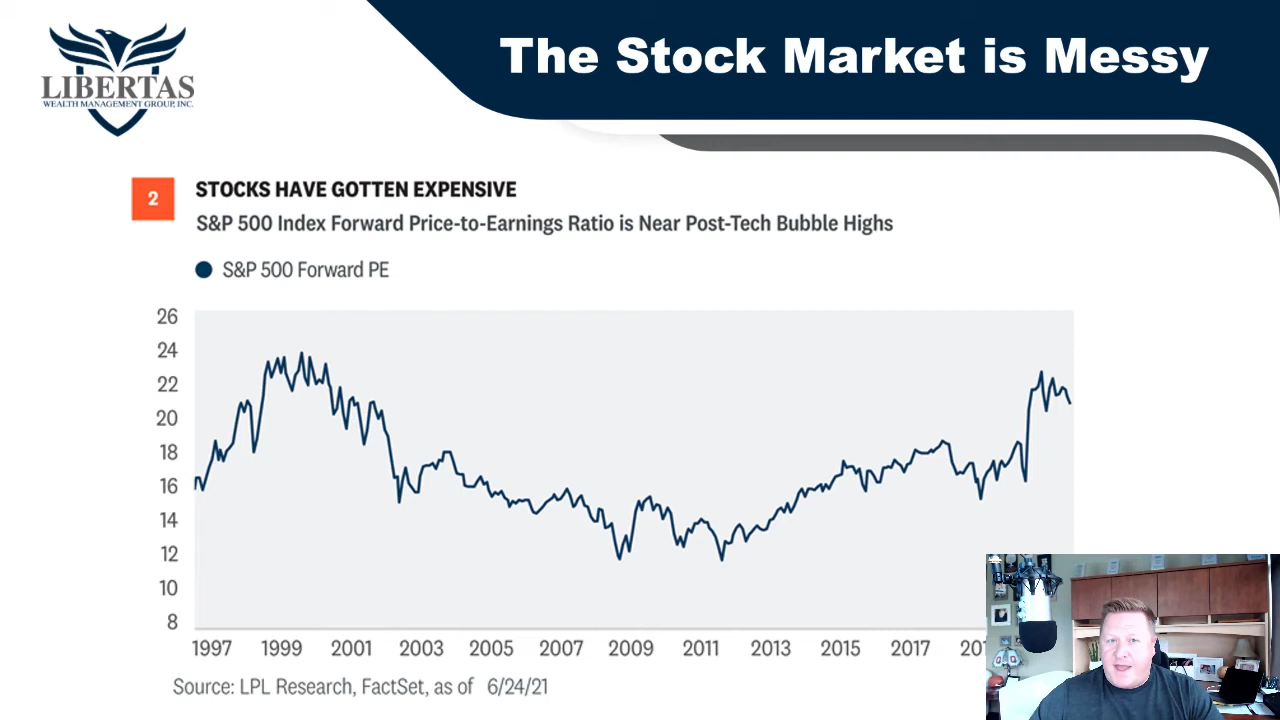 LIBERTAS
WEALTH MANAGEMENT GROUP, INC.
The Stock Market is Messy
2
STOCKS HAVE GOTTEN EXPENSIVE
S&P 500 Index Forward Price-to-Earnings Ratio is Near Post-Tech Bubble Highs
S&P 500 Forward PE
26
24
22
20
18
16
14
12
10
8
1997 1999 2001 2003 2005 2007 2009 2011 2013 2015 2017
Source: LPL Research, FactSet, as of 6/24/21